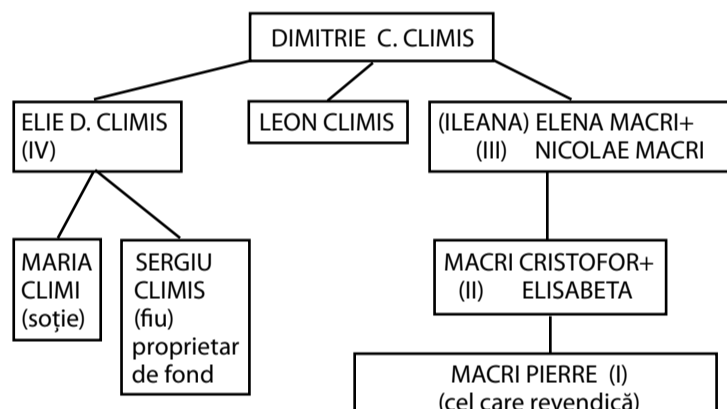 DIMITRIE C. CLIMIS
ELIE D. CLIMIS
(IV)
LEON CLIMIS
(ILEANA) ELENA MACRI+
(III) NICOLAE MACRI
MARIA
CLIMI
(soție)
SERGIU
CLIMIS
(fiu)
proprietar
de fond
MACRI CRISTOFOR+
(II) ELISABETA
MACRI PIERRE (I)
(cel care revendică)